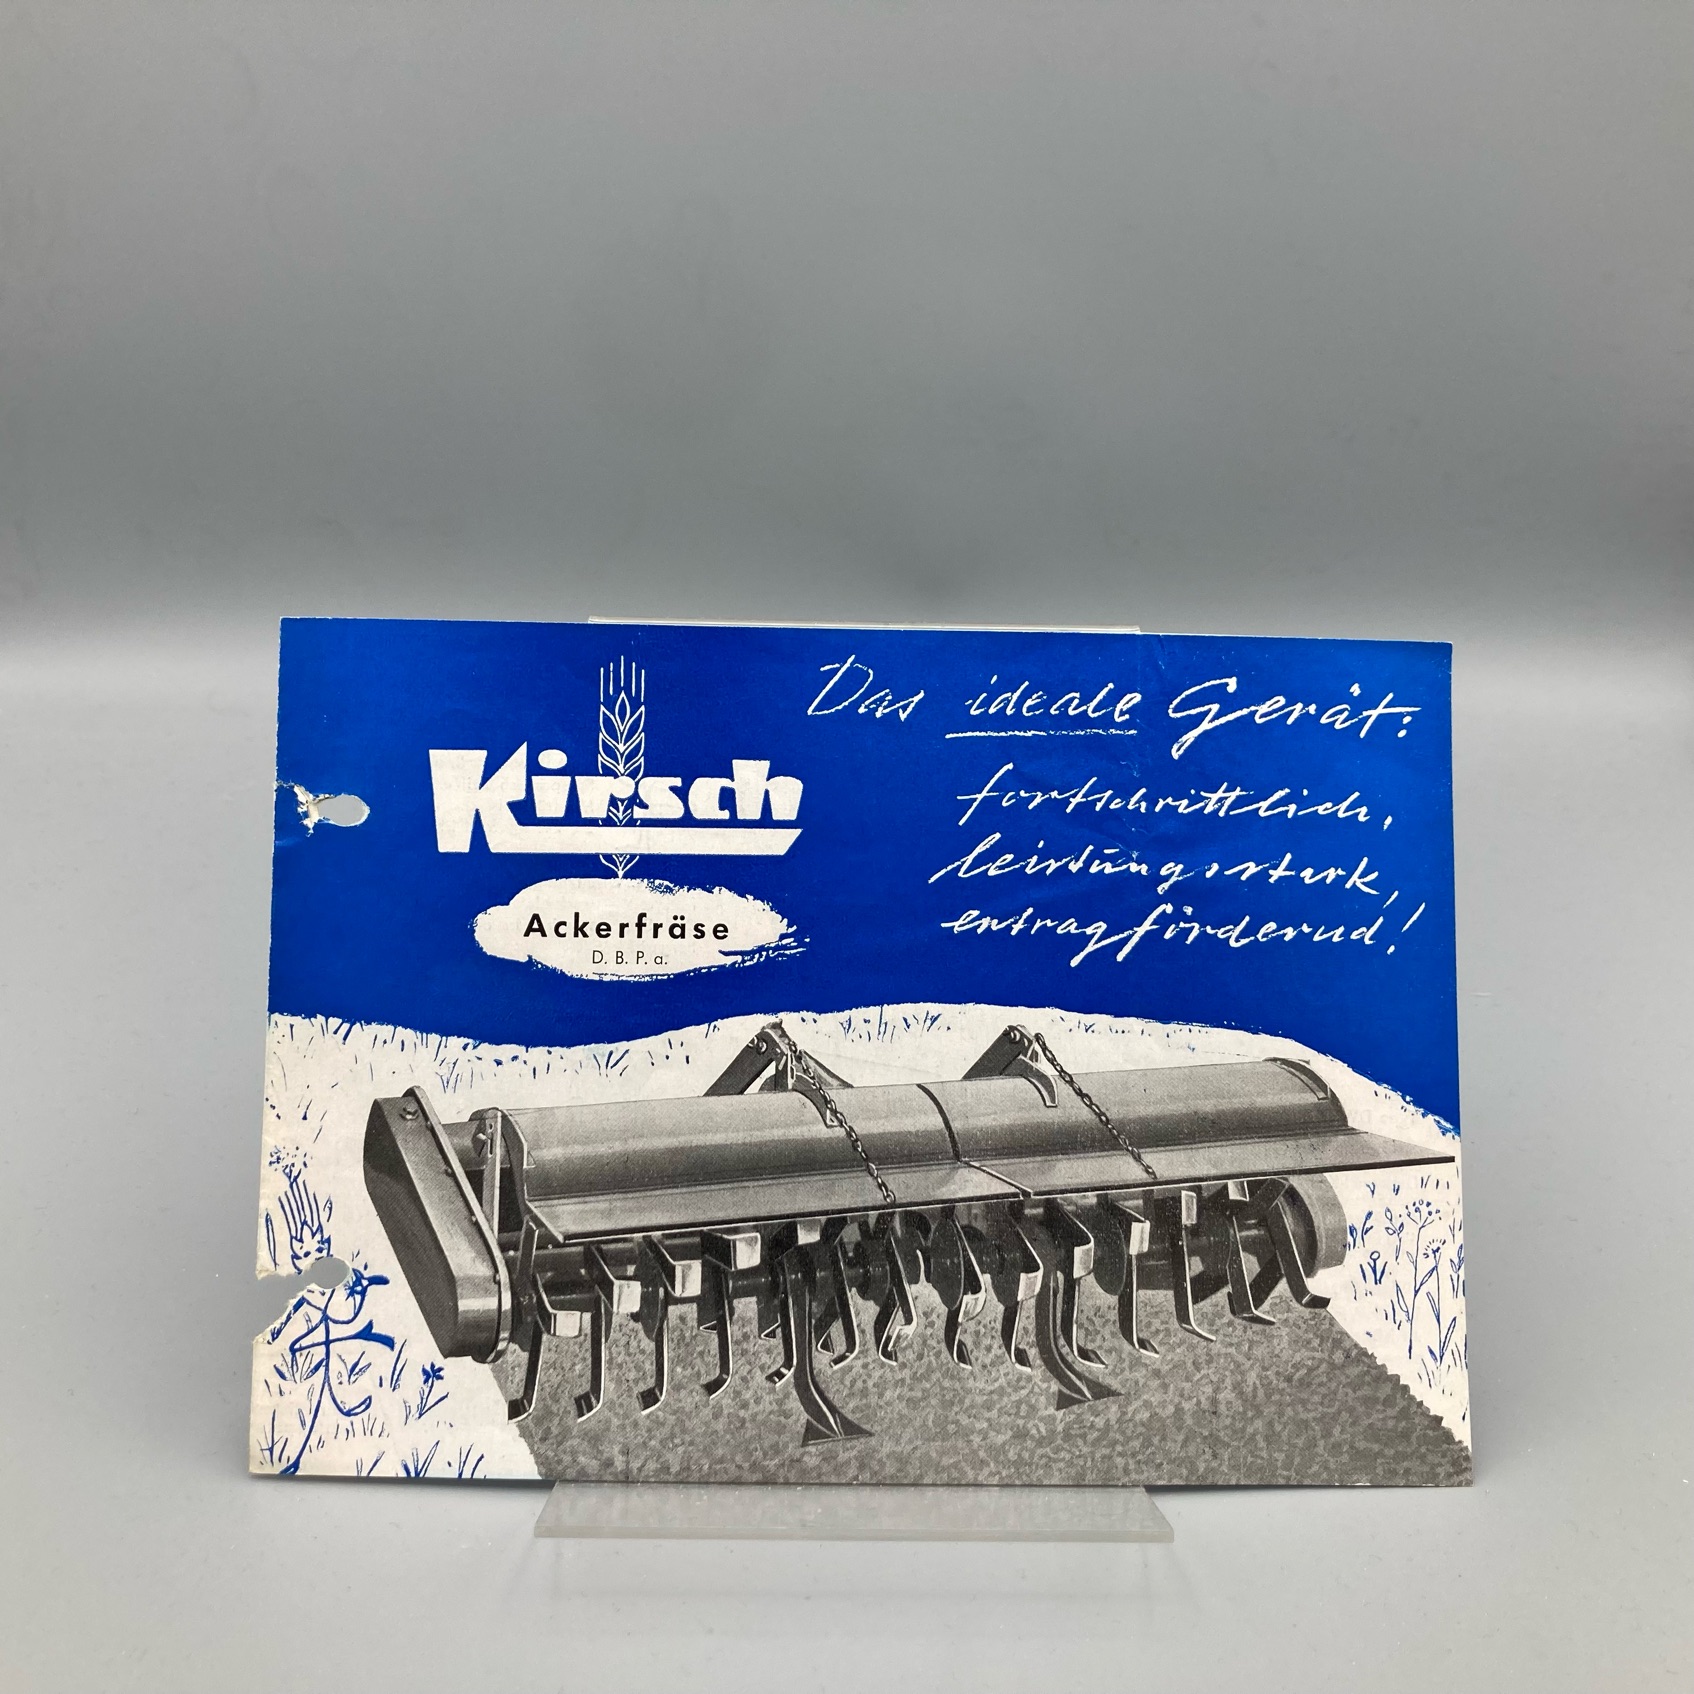 Kirsch
Ackerfräse
D. B. P. a.
Das ideale Gerät:
fortschrittlich,
leistungsstark,
ertragfördernd!